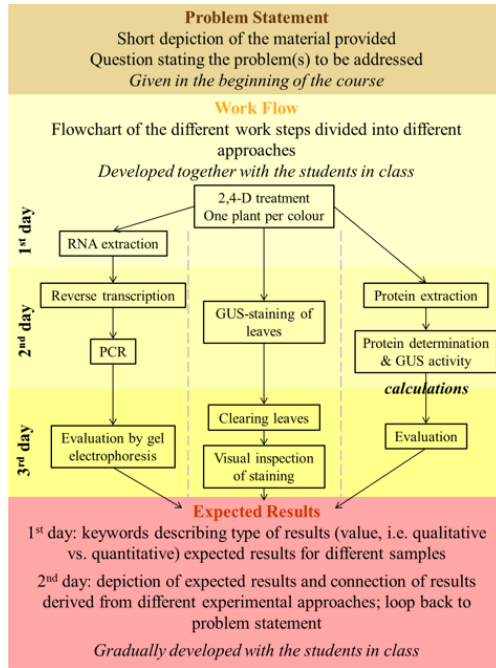 Problem Statement
Short depiction of the material provided
Question stating the problem(s) to be addressed
Given in the beginning of the course
Work Flow
Flowchart of the different work steps divided into different
approaches
Developed together with the students in class
1st day
2,4-D treatment
One plant per colour
RNA extraction
2nd day
Reverse transcription
PCR
GUS-staining of
leaves
Protein extraction
Protein determination
& GUS activity
calculations
3rd day
Evaluation by gel
electrophoresis
Clearing leaves
Visual inspection
of staining
Evaluation
Expected Results
1st day: keywords describing type of results (value, i.e. qualitative
vs. quantitative) expected results for different samples
2nd day: depiction of expected results and connection of results
derived from different experimental approaches; loop back to
problem statement
Gradually developed with the students in class